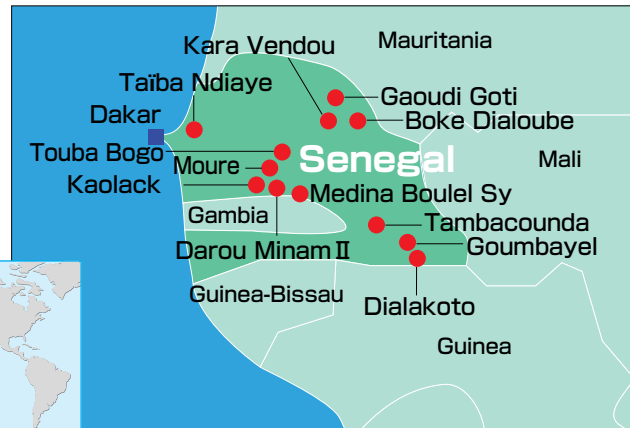 Kara Vendou
Mauritania
Taïba Ndiaye
Gaoudi Goti
Dakar
Boke Dialoube
Touba Bogo
Senegal
Mali
Moure
Kaolack
Medina Boulel Sy
Gambia
Tambacounda
Darou Minam Ⅱ
Goumbayel
Guinea-Bissau
Dialakoto
Guinea